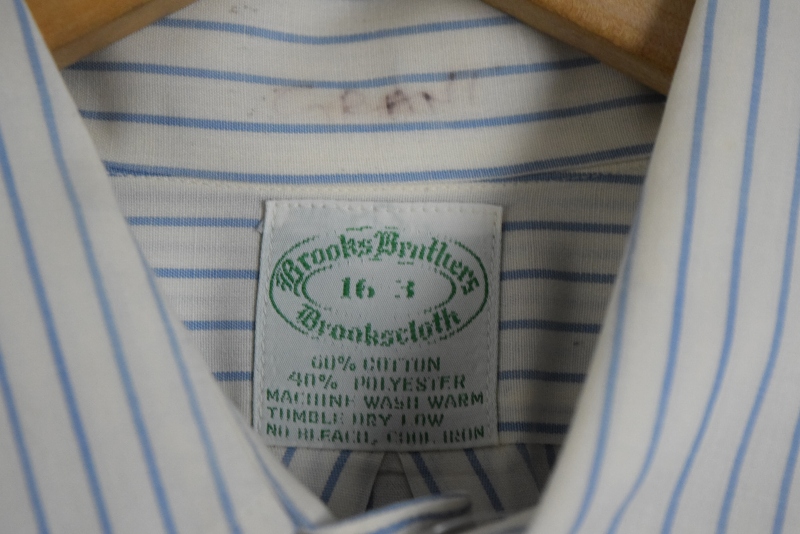 Brooks Brothers
16 3
Brookscloth
60% COTTON
40% POLYESTER
MACHINE WASH WARM
TUMBLE DRY LOW
NO BLEACH, COOL IRON